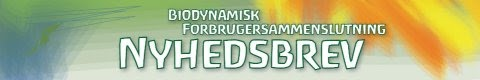 BIODYNAMISK
FORBRUGERSAMMENSLUTNING
NYHEDSBREV